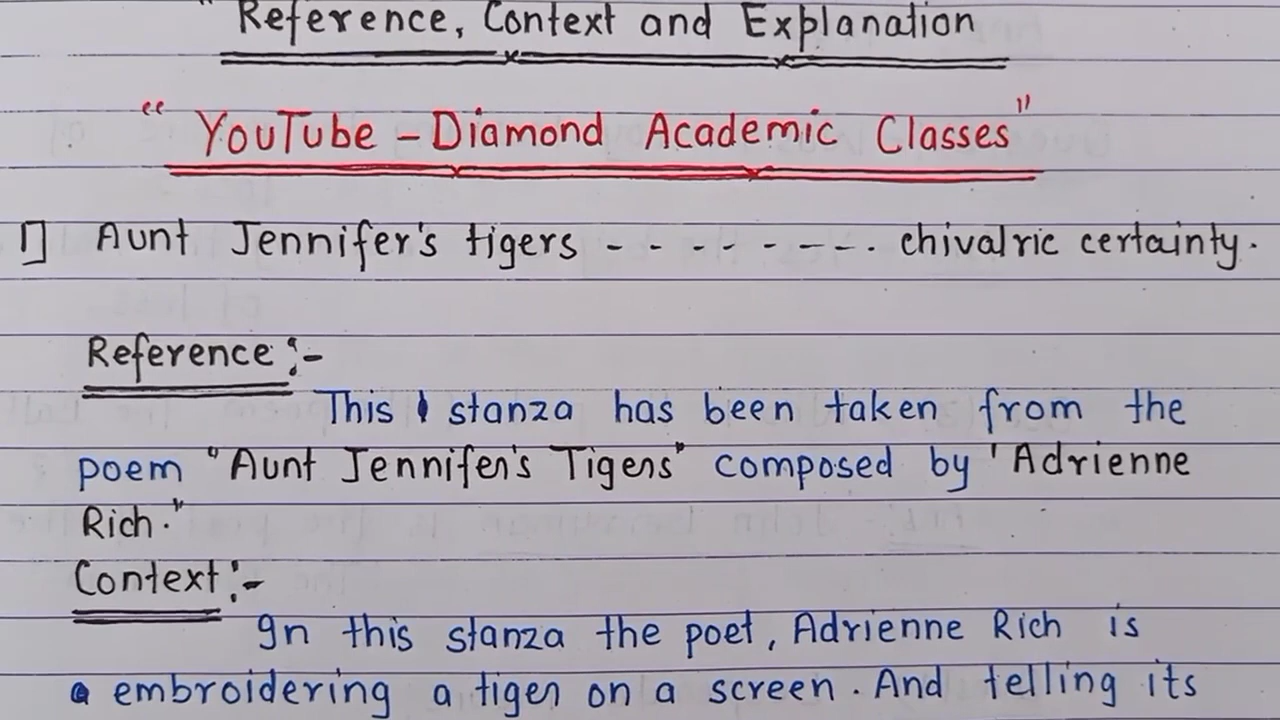 " Reference, Context and Explanation
" YouTube - Diamond Academic Classes "
1] Aunt Jennifer's tigers - - - - - - - - chivalric certainty.
Reference :-
This stanza has been taken from the
poem "Aunt Jennifer's Tigers" composed by 'Adrienne
Rich."
Context :-
In this stanza the poet, Adrienne Rich is
embroidering a tiger on a screen. And telling its